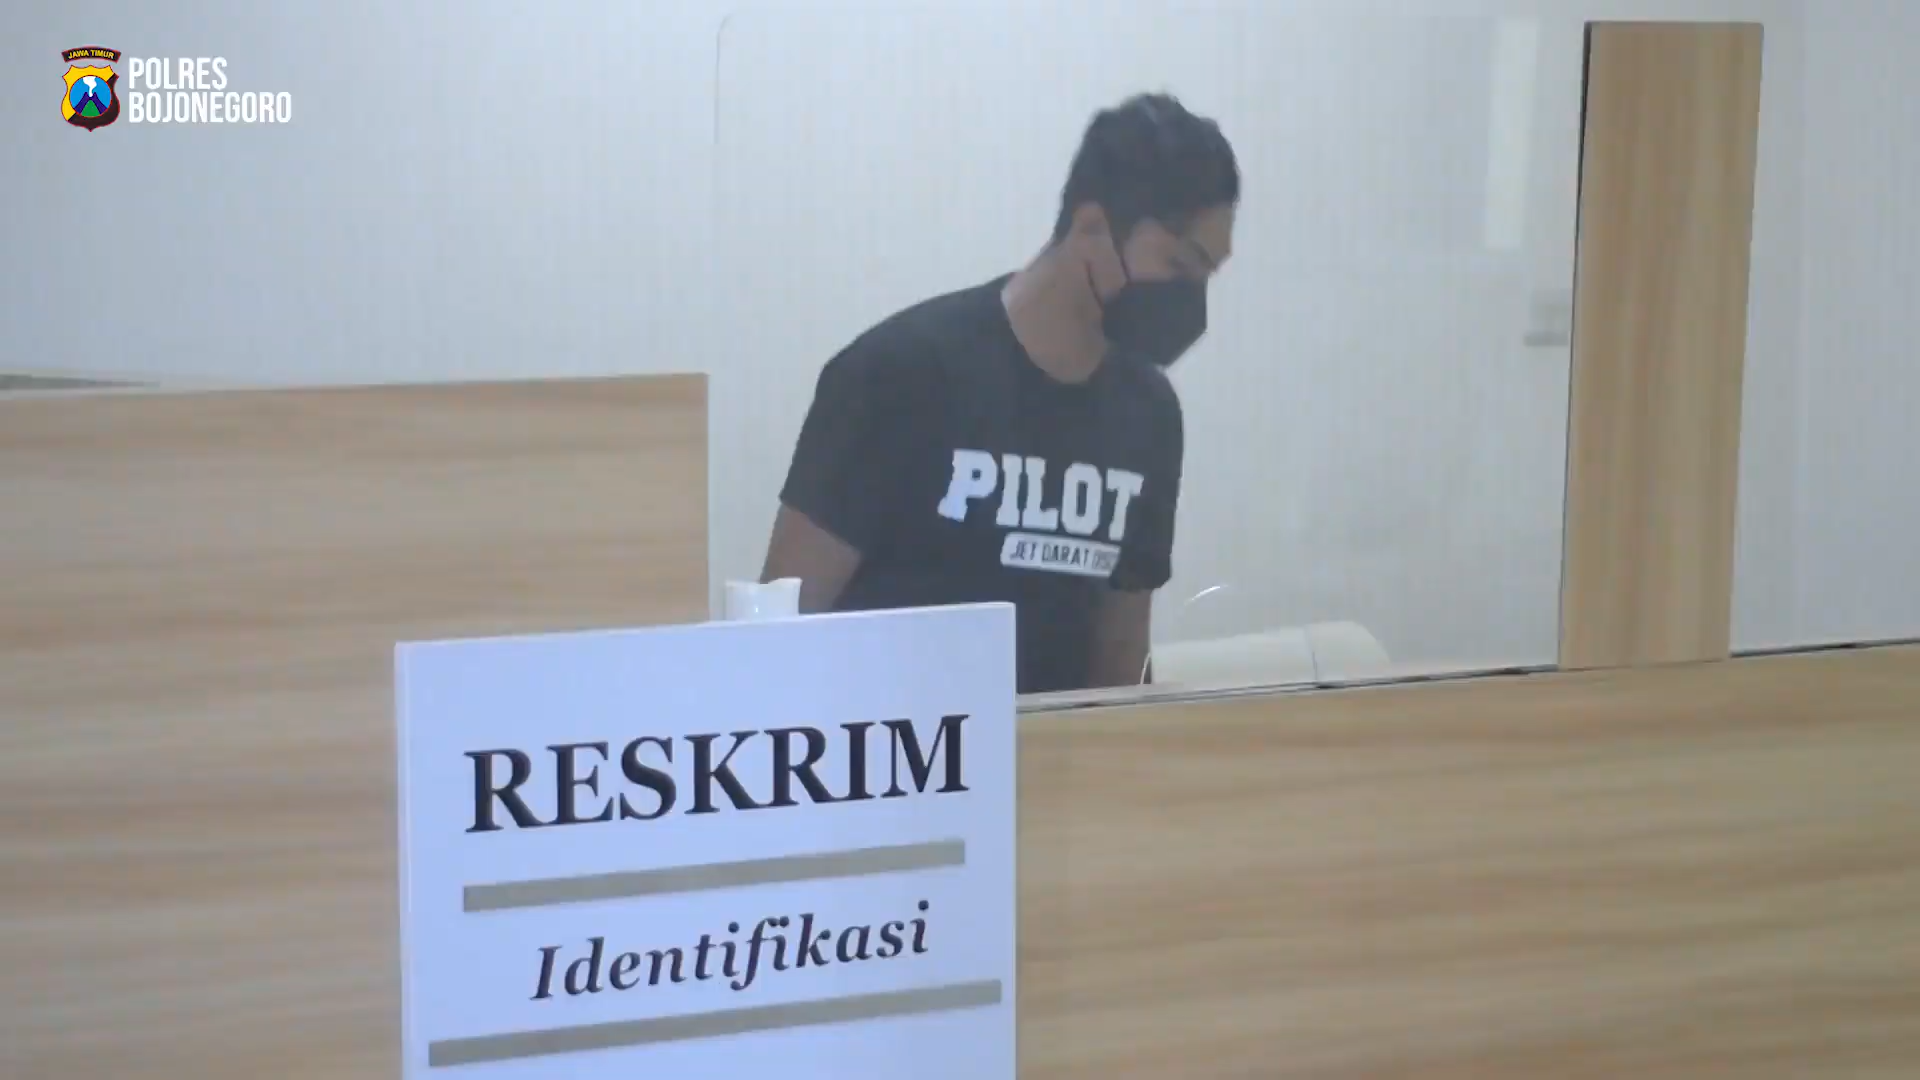 JAWA TIMUR
POLRES
BOJONEGORO
PILOT
JET DARAT
RESKRIM
Identifikasi